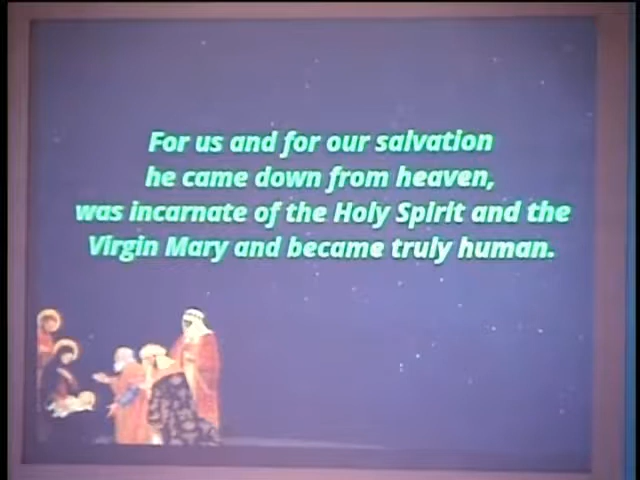 For us and for our salvation
he came down from heaven,
was incarnate of the Holy Spirit and the
Virgin Mary and became truly human.